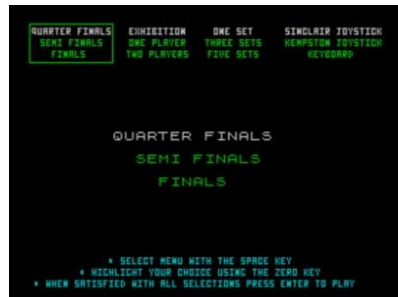 QUARTER FINALS EXHIBITION ONE SET SINCLAIR JOYSTICK
SEMI FINALS ONE PLAYER THREE SETS KEMPSTON JOYSTICK
FINALS TWO PLAYERS FIVE SETS KEYBOARD
QUARTER FINALS
SEMI FINALS
FINALS
* SELECT MENU WITH THE SPACE KEY
* HIGHLIGHT YOUR CHOICE USING THE ZERO KEY
* WHEN SATISFIED WITH ALL SELECTIONS PRESS ENTER TO PLAY